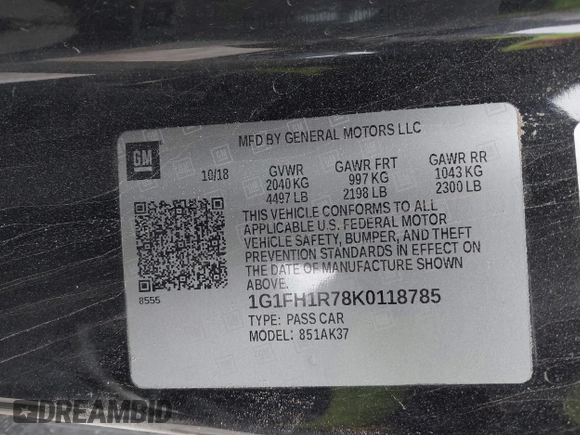 MFD BY GENERAL MOTORS LLC
GM
10/18 GVWR GAWR FRT GAWR RR
2040 KG 997 KG 1043 KG
4497 LB 2198 LB 2300 LB
THIS VEHICLE CONFORMS TO ALL
APPLICABLE U.S. FEDERAL MOTOR
VEHICLE SAFETY, BUMPER, AND THEFT
PREVENTION STANDARDS IN EFFECT ON
THE DATE OF MANUFACTURE SHOWN
ABOVE.
8555
1G1FH1R78K0118785
TYPE: PASS CAR
MODEL: 851AK37
DREAMBID